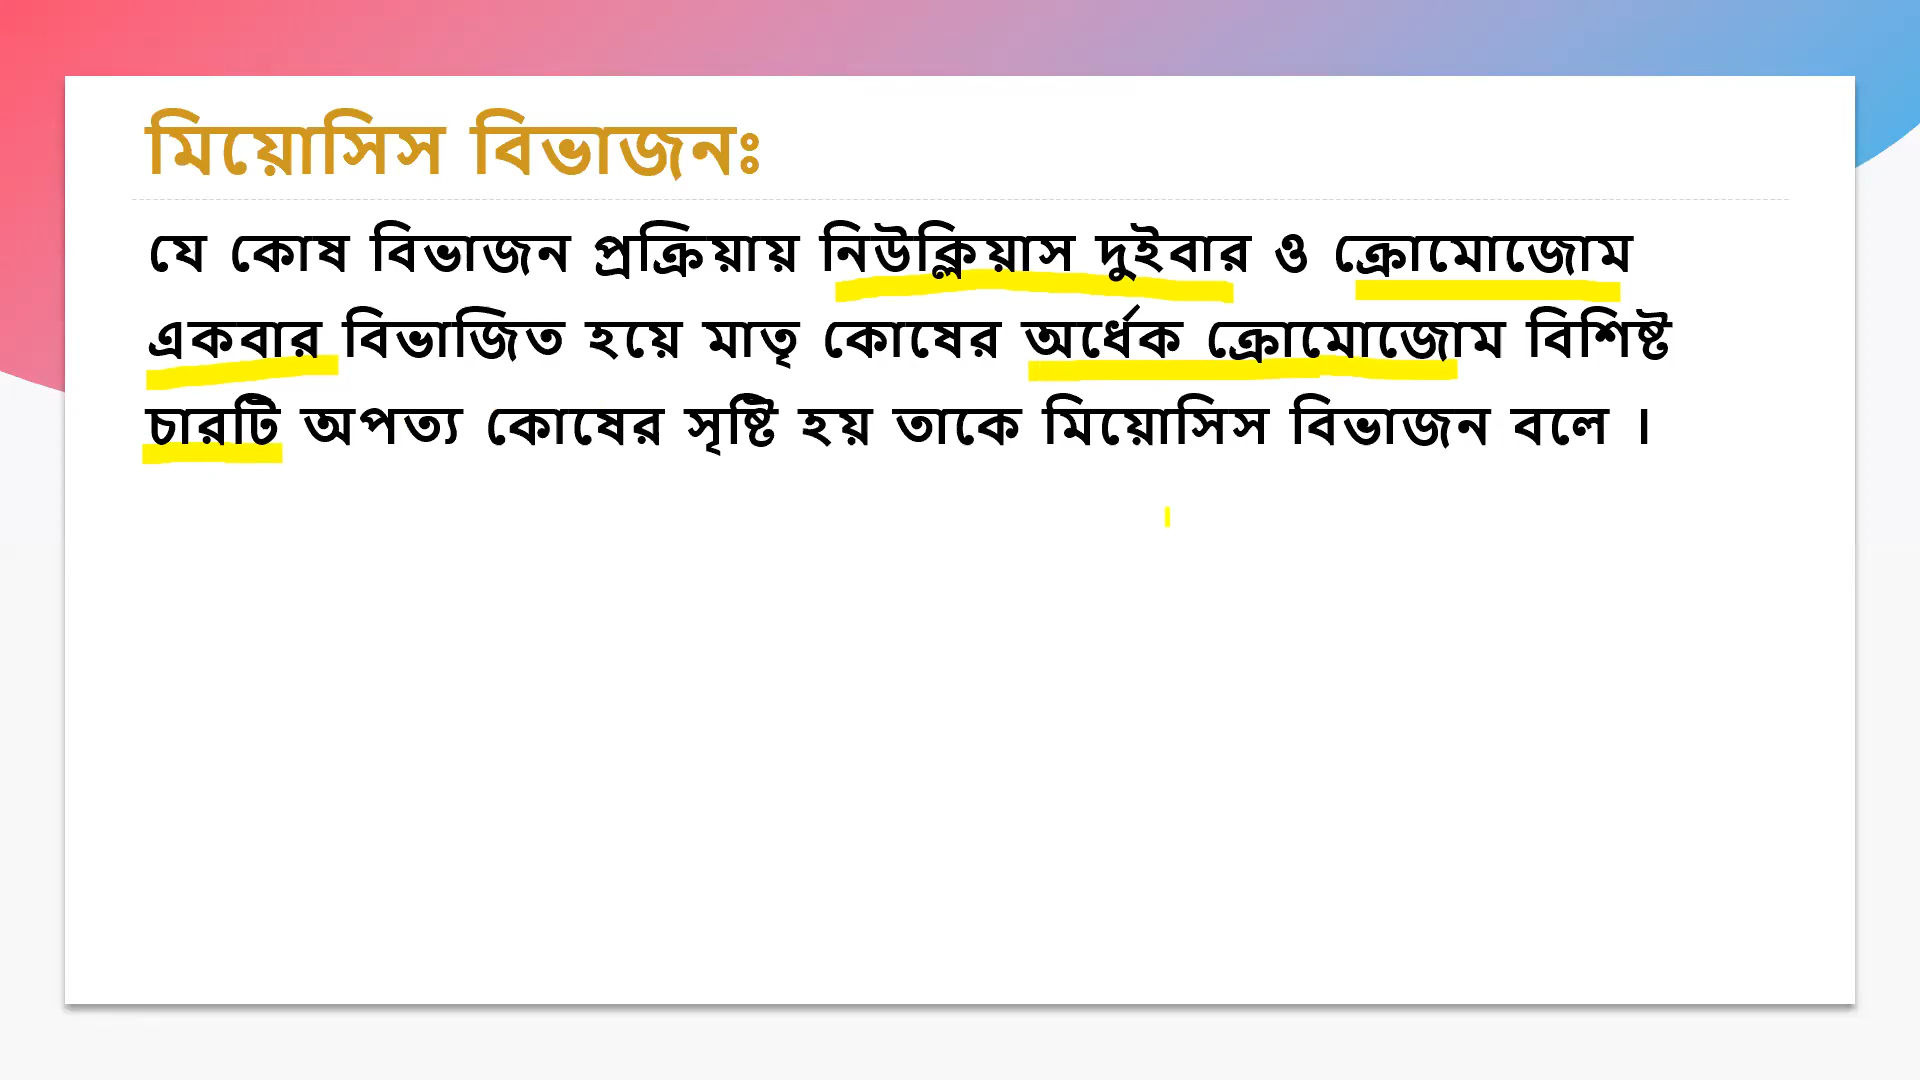 মিয়োসিস বিভাজনঃ
যে কোষ বিভাজন প্রক্রিয়ায় নিউক্লিয়াস দুইবার ও ক্রোমোজোম
একবার বিভাজিত হয়ে মাতৃ কোষের অর্ধেক ক্রোমোজোম বিশিষ্ট
চারটি অপত্য কোষের সৃষ্টি হয় তাকে মিয়োসিস বিভাজন বলে ।